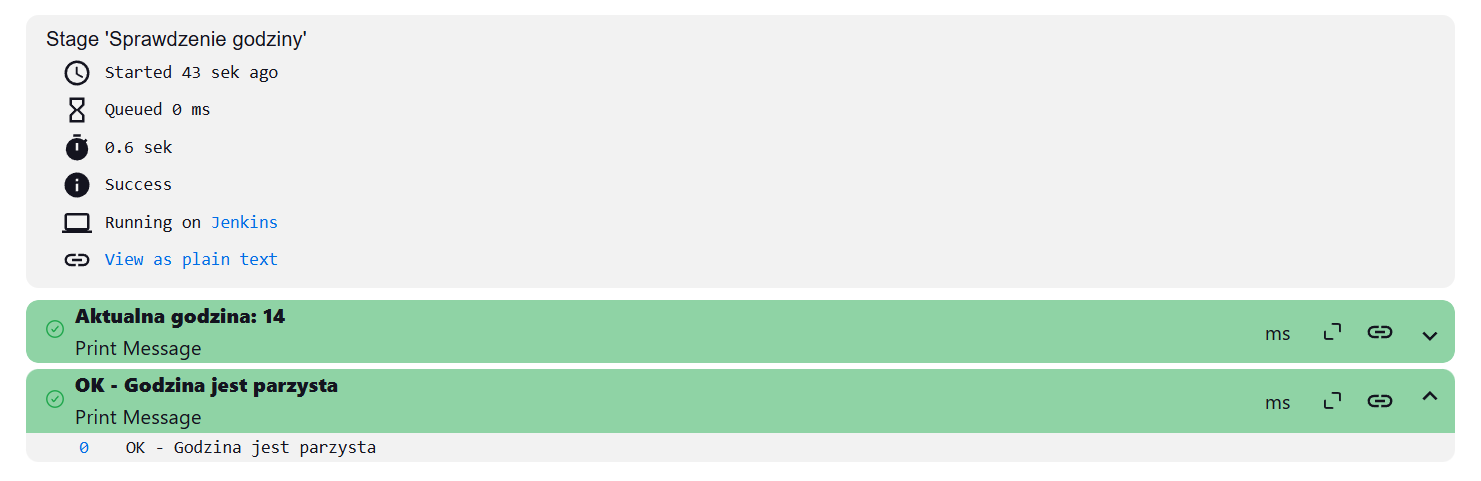 Stage 'Sprawdzenie godziny'
Started 43 sek ago
Queued 0 ms
0.6 sek
Success
Running on Jenkins
View as plain text
Aktualna godzina: 14
Print Message
ms
OK - Godzina jest parzysta
Print Message
ms
0 OK - Godzina jest parzysta